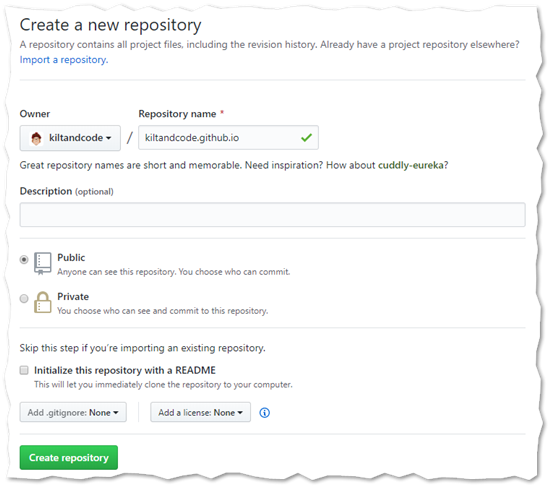 Create a new repository
A repository contains all project files, including the revision history. Already have a project repository elsewhere?
Import a repository.
Owner
Repository name *
kiltandcode / kiltandcode.github.io
Great repository names are short and memorable. Need inspiration? How about cuddly-eureka?
Description (optional)
Public
Anyone can see this repository. You choose who can commit.
Private
You choose who can see and commit to this repository.
Skip this step if you're importing an existing repository.
Initialize this repository with a README
This will let you immediately clone the repository to your computer.
Add .gitignore: None
Add a license: None
Create repository